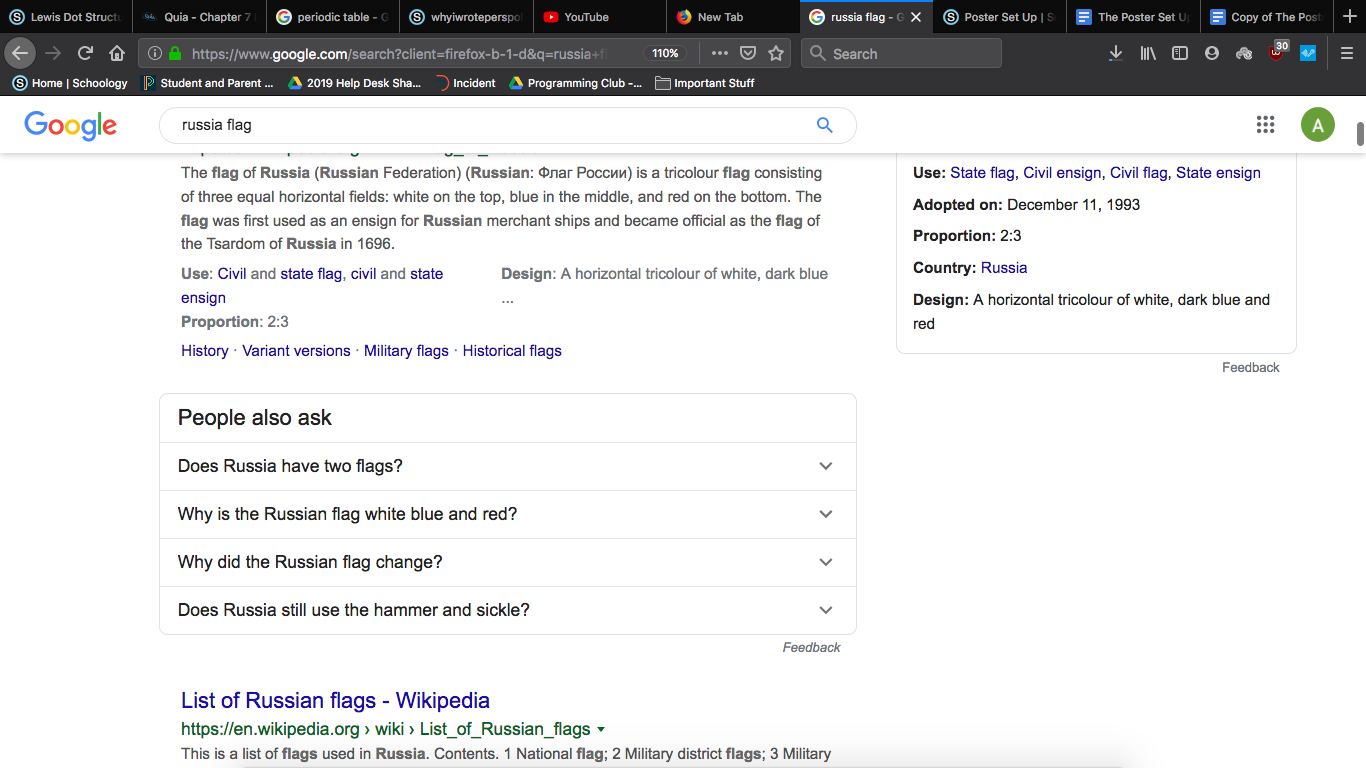 Lewis Dot Structu
Quia - Chapter 7
periodic table - G
whyiwroteperspol
YouTube
New Tab
russia flag - G
Poster Set Up | S
The Poster Set U
Copy of The Post
https://www.google.com/search?client=firefox-b-1-d&q=russia+f
110%
Search
30
Home | Schoology
Student and Parent ...
2019 Help Desk Sha...
Incident
Programming Club -...
Important Stuff
Google
russia flag
A
The flag of Russia (Russian Federation) (Russian: Флаг России) is a tricolour flag consisting
of three equal horizontal fields: white on the top, blue in the middle, and red on the bottom. The
flag was first used as an ensign for Russian merchant ships and became official as the flag of
the Tsardom of Russia in 1696.
Use: Civil and state flag, civil and state
ensign
Design: A horizontal tricolour of white, dark blue
...
Proportion: 2:3
History · Variant versions · Military flags · Historical flags
Use: State flag, Civil ensign, Civil flag, State ensign
Adopted on: December 11, 1993
Proportion: 2:3
Country: Russia
Design: A horizontal tricolour of white, dark blue and
red
Feedback
People also ask
Does Russia have two flags?
Why is the Russian flag white blue and red?
Why did the Russian flag change?
Does Russia still use the hammer and sickle?
Feedback
List of Russian flags - Wikipedia
https://en.wikipedia.org › wiki › List_of_Russian_flags
This is a list of flags used in Russia. Contents. 1 National flag; 2 Military district flags; 3 Military